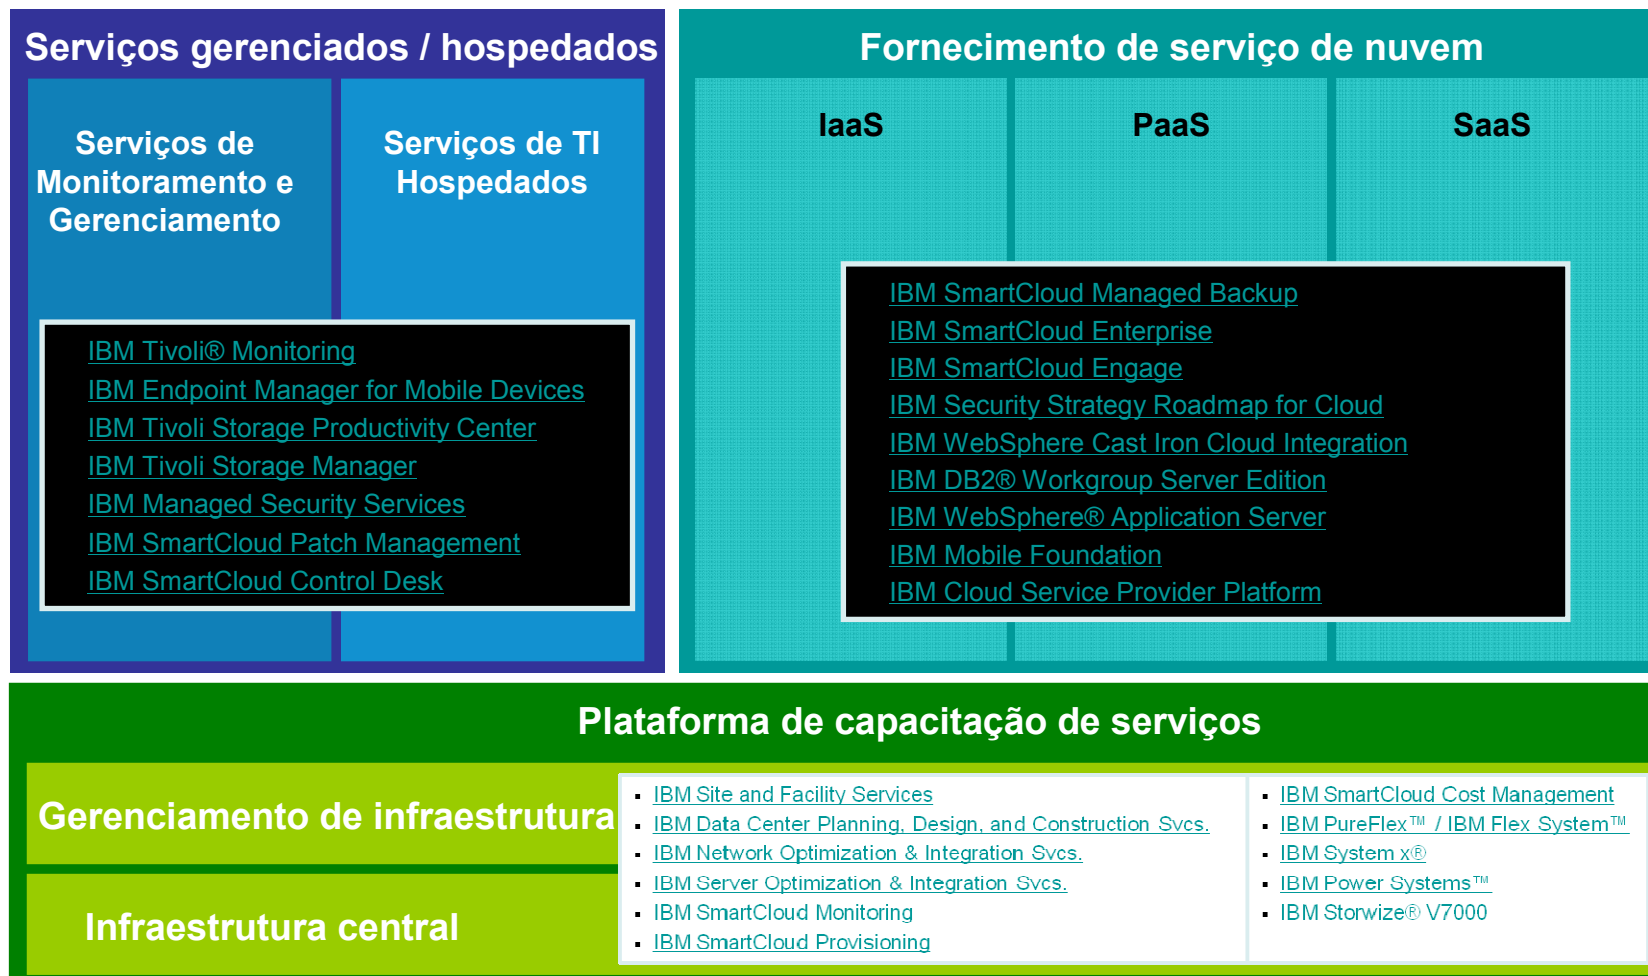 Serviços gerenciados / hospedados
Serviços de
Monitoramento e
Gerenciamento
Serviços de TI
Hospedados
IBM Tivoli® Monitoring
IBM Endpoint Manager for Mobile Devices
IBM Tivoli Storage Productivity Center
IBM Tivoli Storage Manager
IBM Managed Security Services
IBM SmartCloud Patch Management
IBM SmartCloud Control Desk
Fornecimento de serviço de nuvem
IaaS
PaaS
SaaS
IBM SmartCloud Managed Backup
IBM SmartCloud Enterprise
IBM SmartCloud Engage
IBM Security Strategy Roadmap for Cloud
IBM WebSphere Cast Iron Cloud Integration
IBM DB2® Workgroup Server Edition
IBM WebSphere® Application Server
IBM Mobile Foundation
IBM Cloud Service Provider Platform
Plataforma de capacitação de serviços
Gerenciamento de infraestrutura
Infraestrutura central
▪ IBM Site and Facility Services
▪ IBM Data Center Planning, Design, and Construction Svcs.
▪ IBM Network Optimization & Integration Svcs.
▪ IBM Server Optimization & Integration Svcs.
▪ IBM SmartCloud Monitoring
▪ IBM SmartCloud Provisioning
▪ IBM SmartCloud Cost Management
▪ IBM PureFlex™ / IBM Flex System™
▪ IBM System x®
▪ IBM Power Systems™
▪ IBM Storwize® V7000